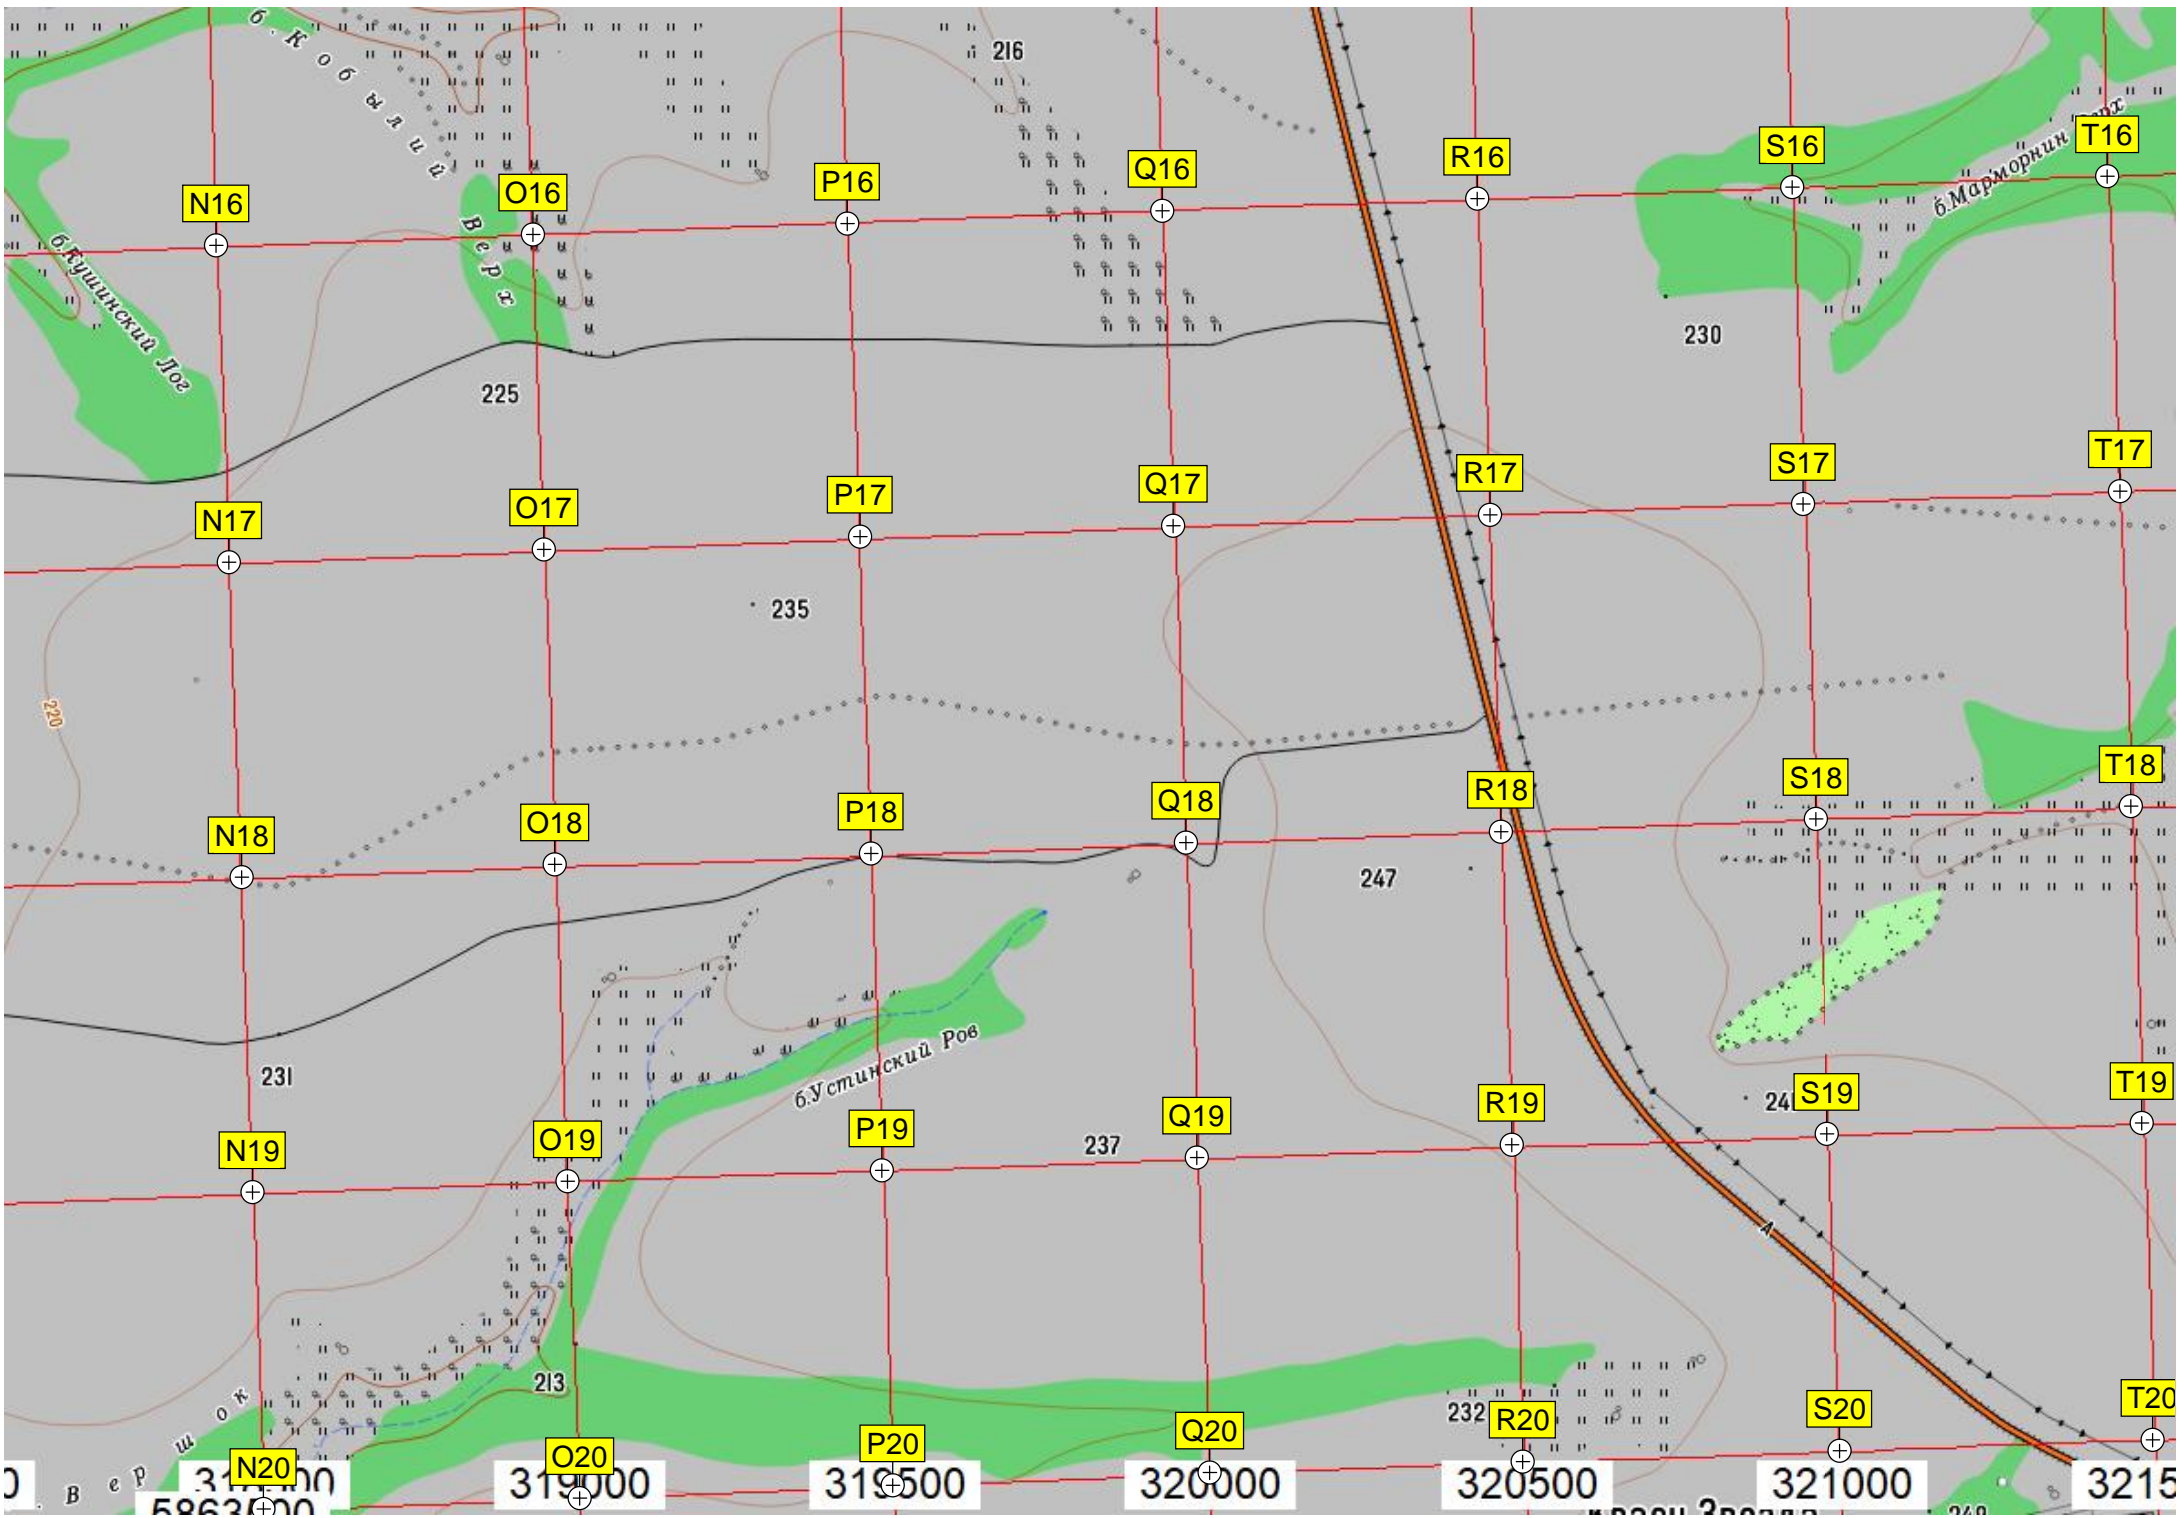 б. Кобылий
Верх
216
N16
O16
P16
Q16
R16
S16
T16
б.Марморнин
б.Кушинский Лог
225
230
N17
O17
P17
Q17
R17
S17
T17
235
220
N18
O18
P18
Q18
R18
S18
T18
247
231
б.Устинский Ров
237
N19
O19
P19
Q19
R19
S19
T19
A
213
232
Вершок
N20
O20
P20
Q20
R20
S20
T20
319000
319500
320000
320500
321000